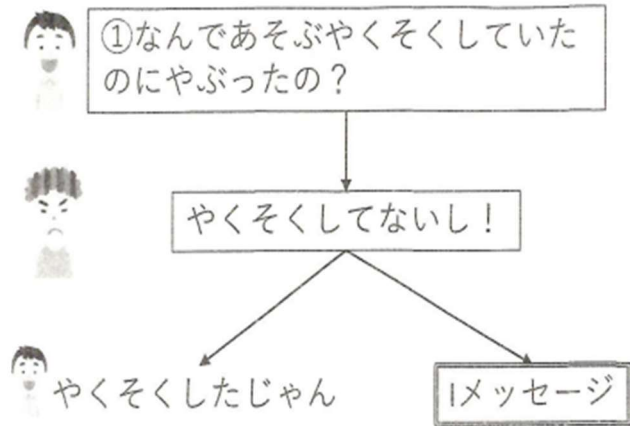 ①なんであそぶやくそくしていた
のにやぶったの？
やくそくしてないし！
やくそくしたじゃん
Iメッセージ